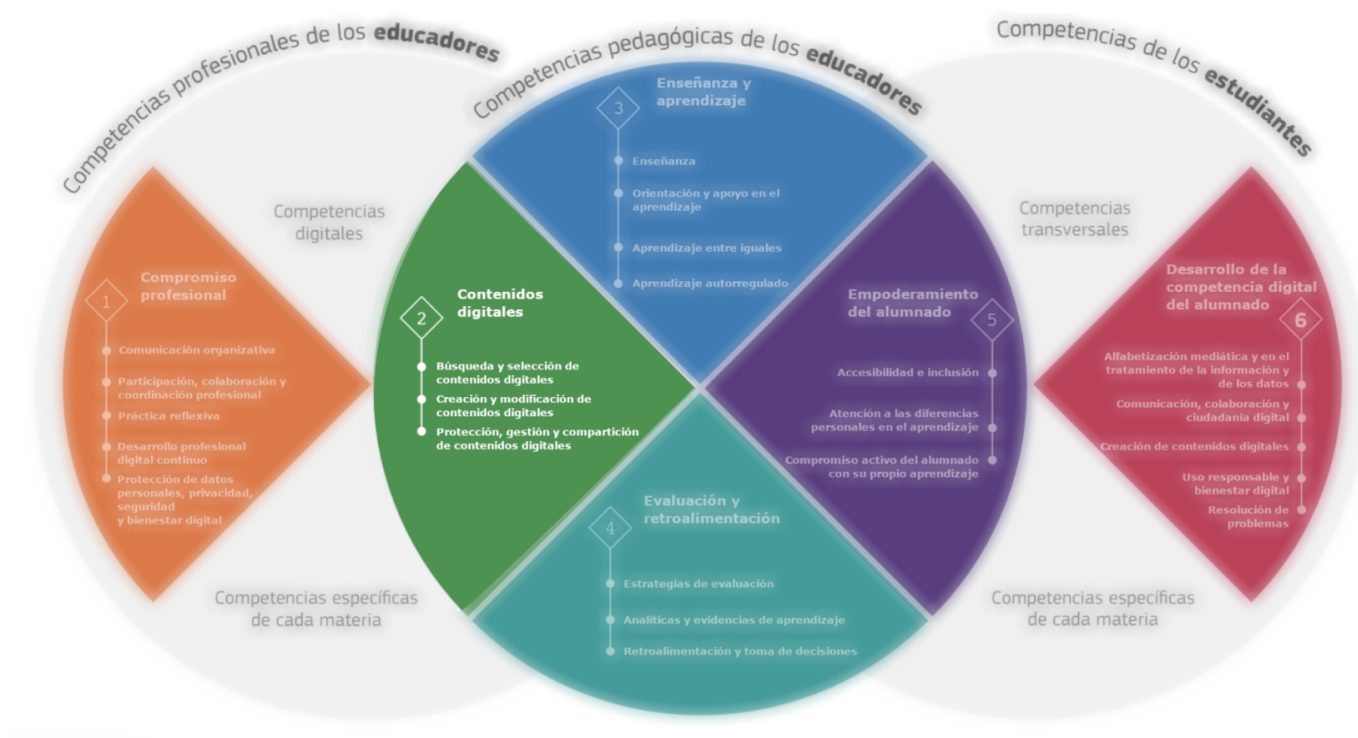 Competencias profesionales de los educadores
Competencias pedagógicas de los educadores
Competencias de los estudiantes
Competencias
digitales
Competencias
transversales
Competencias específicas
de cada materia
Competencias específicas
de cada materia
1
Compromiso
profesional
Comunicación organizativa
Participación, colaboración y
coordinación profesional
Práctica reflexiva
Desarrollo profesional
digital continuo
Protección de datos
personales, privacidad,
seguridad
y bienestar digital
2
Contenidos
digitales
Búsqueda y selección de
contenidos digitales
Creación y modificación de
contenidos digitales
Protección, gestión y compartición
de contenidos digitales
3
Enseñanza y
aprendizaje
Enseñanza
Orientación y apoyo en el
aprendizaje
Aprendizaje entre iguales
Aprendizaje autorregulado
4
Evaluación y
retroalimentación
Estrategias de evaluación
Analíticas y evidencias de aprendizaje
Retroalimentación y toma de decisiones
5
Empoderamiento
del alumnado
Accesibilidad e inclusión
Atención a las diferencias
personales en el aprendizaje
Compromiso activo del alumnado
con su propio aprendizaje
6
Desarrollo de la
competencia digital
del alumnado
Alfabetización mediática y en el
tratamiento de la información y
de los datos
Comunicación, colaboración y
ciudadanía digital
Creación de contenidos digitales
Uso responsable y
bienestar digital
Resolución de
problemas